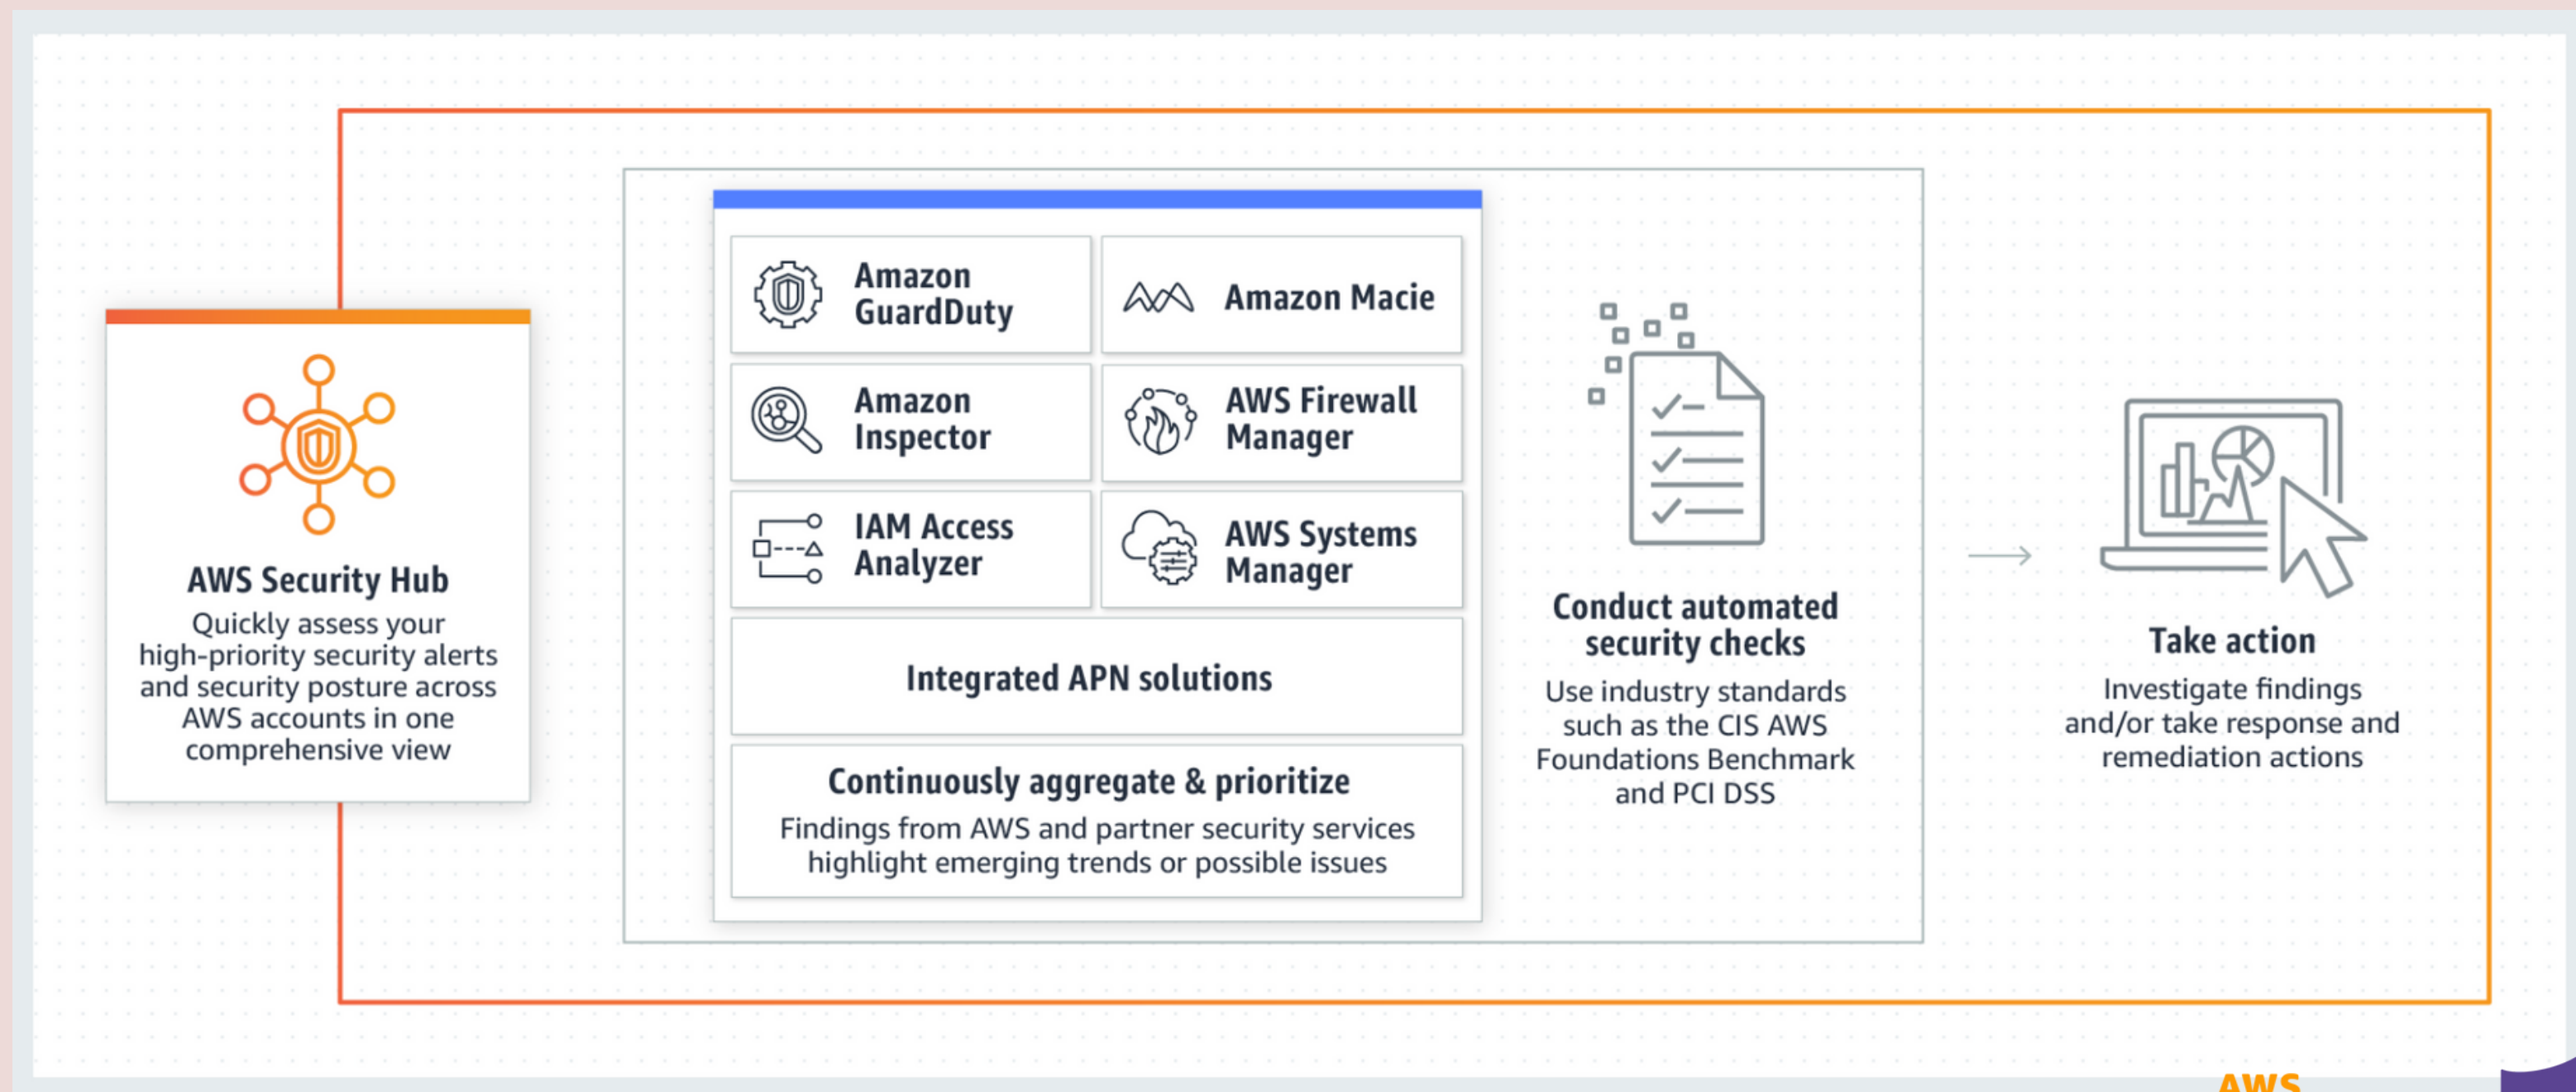 AWS Security Hub
Quickly assess your
high-priority security alerts
and security posture across
AWS accounts in one
comprehensive view
Amazon
GuardDuty
Amazon Macie
Amazon
Inspector
AWS Firewall
Manager
IAM Access
Analyzer
AWS Systems
Manager
Integrated APN solutions
Continuously aggregate & prioritize
Findings from AWS and partner security services
highlight emerging trends or possible issues
Conduct automated
security checks
Use industry standards
such as the CIS AWS
Foundations Benchmark
and PCI DSS
Take action
Investigate findings
and/or take response and
remediation actions
AWS